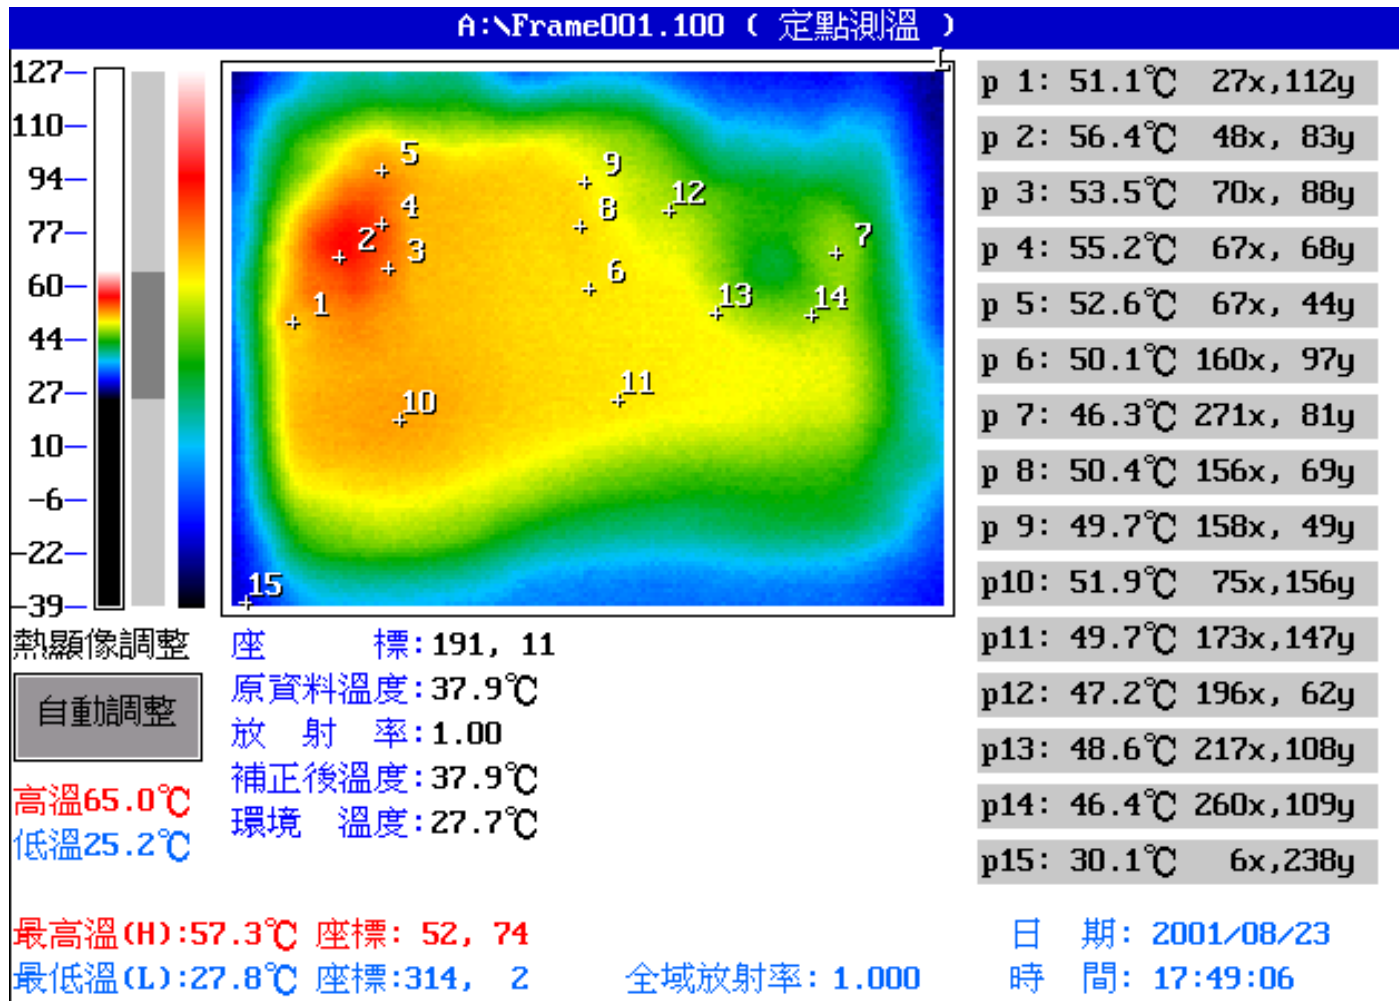 A:\Frame001.100 ( 定點測溫 )
127
110
94
77
60
44
27
10
-6
-22
-39
5
9
12
4
8
2
3
7
6
1
13
14
11
10
15
p 1: 51.1℃ 27x,112y
p 2: 56.4℃ 48x, 83y
p 3: 53.5℃ 70x, 88y
p 4: 55.2℃ 67x, 68y
p 5: 52.6℃ 67x, 44y
p 6: 50.1℃ 160x, 97y
p 7: 46.3℃ 271x, 81y
p 8: 50.4℃ 156x, 69y
p 9: 49.7℃ 158x, 49y
p10: 51.9℃ 75x,156y
p11: 49.7℃ 173x,147y
p12: 47.2℃ 196x, 62y
p13: 48.6℃ 217x,108y
p14: 46.4℃ 260x,109y
p15: 30.1℃ 6x,238y
熱顯像調整
自動調整
高溫65.0℃
低溫25.2℃
座 標:191, 11
原資料溫度:37.9℃
放 射 率:1.00
補正後溫度:37.9℃
環境 溫度:27.7℃
最高溫(H):57.3℃ 座標: 52, 74
最低溫(L):27.8℃ 座標:314, 2
全域放射率: 1.000
日 期: 2001/08/23
時 間: 17:49:06